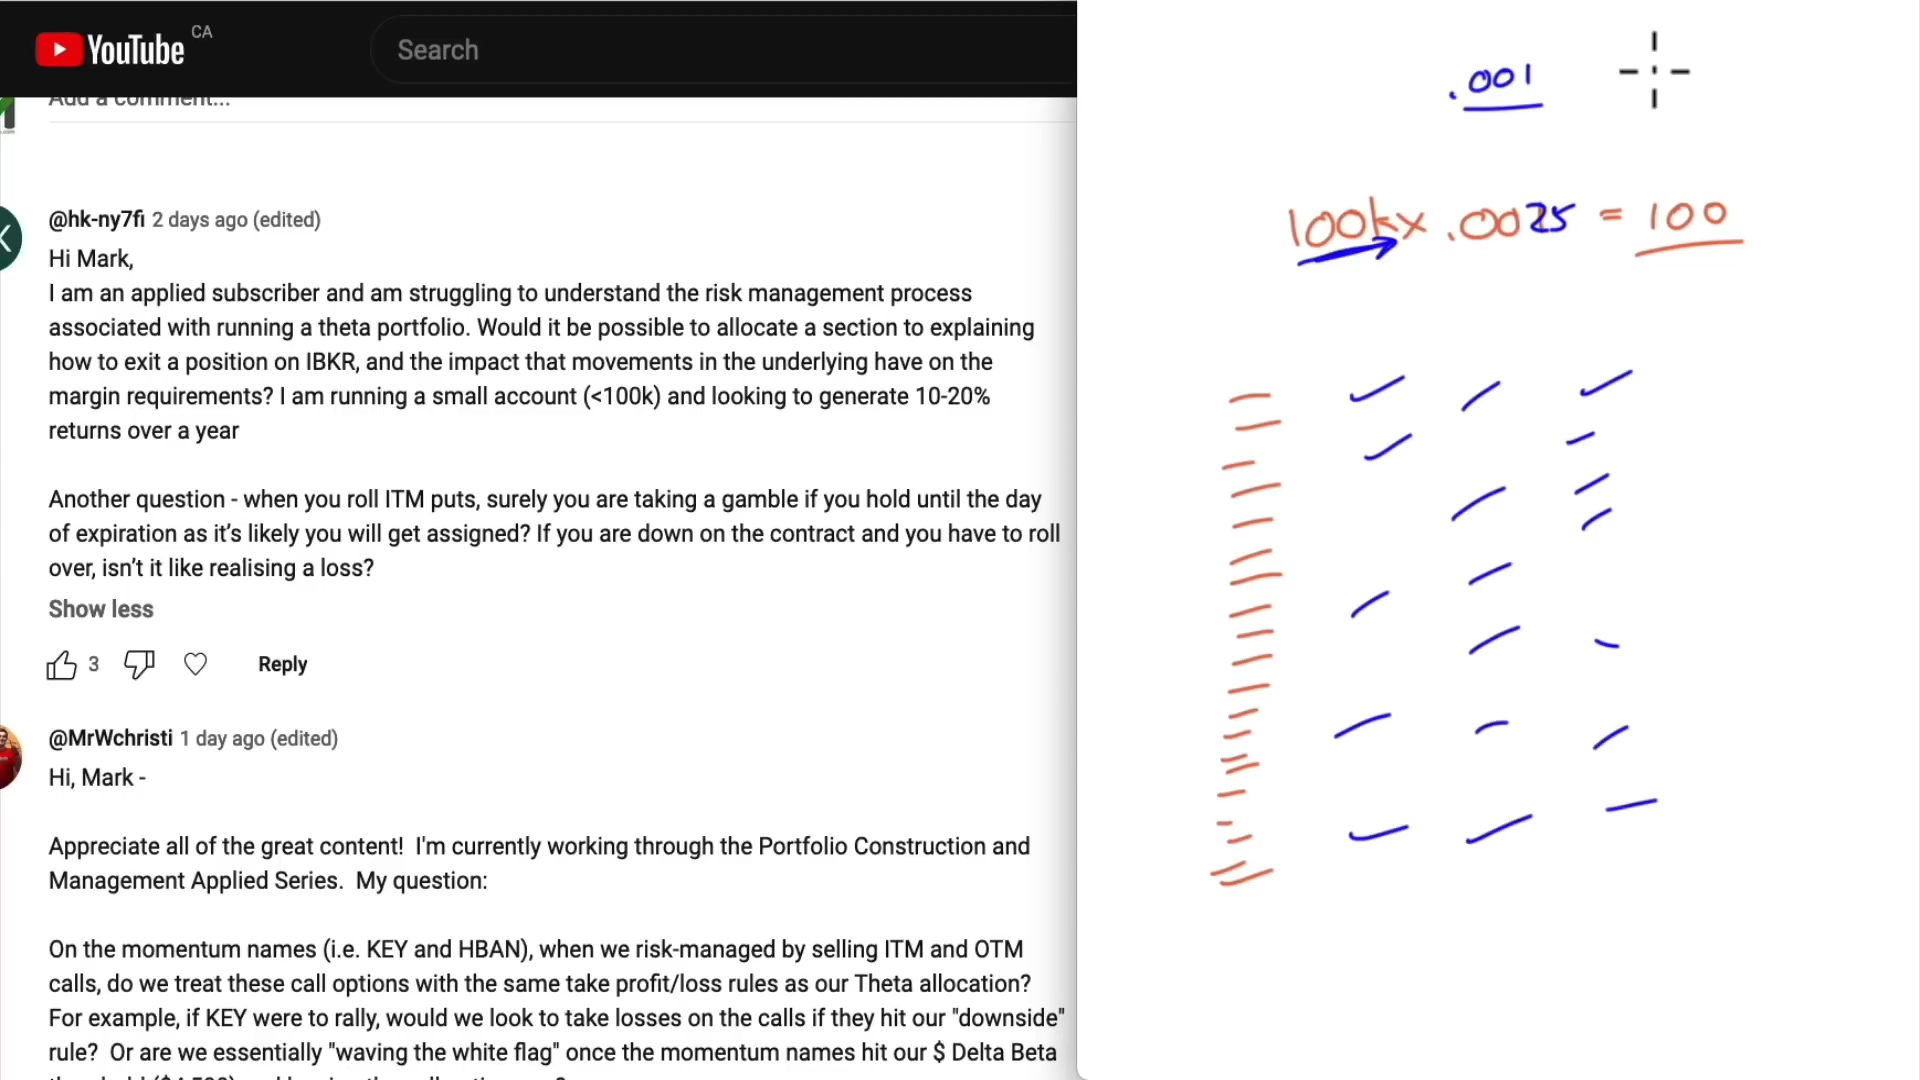 YouTube CA
Search
Add a comment...
@hk-ny7fi 2 days ago (edited)
Hi Mark,
I am an applied subscriber and am struggling to understand the risk management process
associated with running a theta portfolio. Would it be possible to allocate a section to explaining
how to exit a position on IBKR, and the impact that movements in the underlying have on the
margin requirements? I am running a small account (<100k) and looking to generate 10-20%
returns over a year
Another question - when you roll ITM puts, surely you are taking a gamble if you hold until the day
of expiration as it’s likely you will get assigned? If you are down on the contract and you have to roll
over, isn’t it like realising a loss?
Show less
3
Reply
@MrWchristi 1 day ago (edited)
Hi, Mark -
Appreciate all of the great content!  I'm currently working through the Portfolio Construction and
Management Applied Series.  My question:
On the momentum names (i.e. KEY and HBAN), when we risk-managed by selling ITM and OTM
calls, do we treat these call options with the same take profit/loss rules as our Theta allocation?
For example, if KEY were to rally, would we look to take losses on the calls if they hit our "downside"
rule?  Or are we essentially "waving the white flag" once the momentum names hit our $ Delta Beta
.001
100k x .0025 = 100